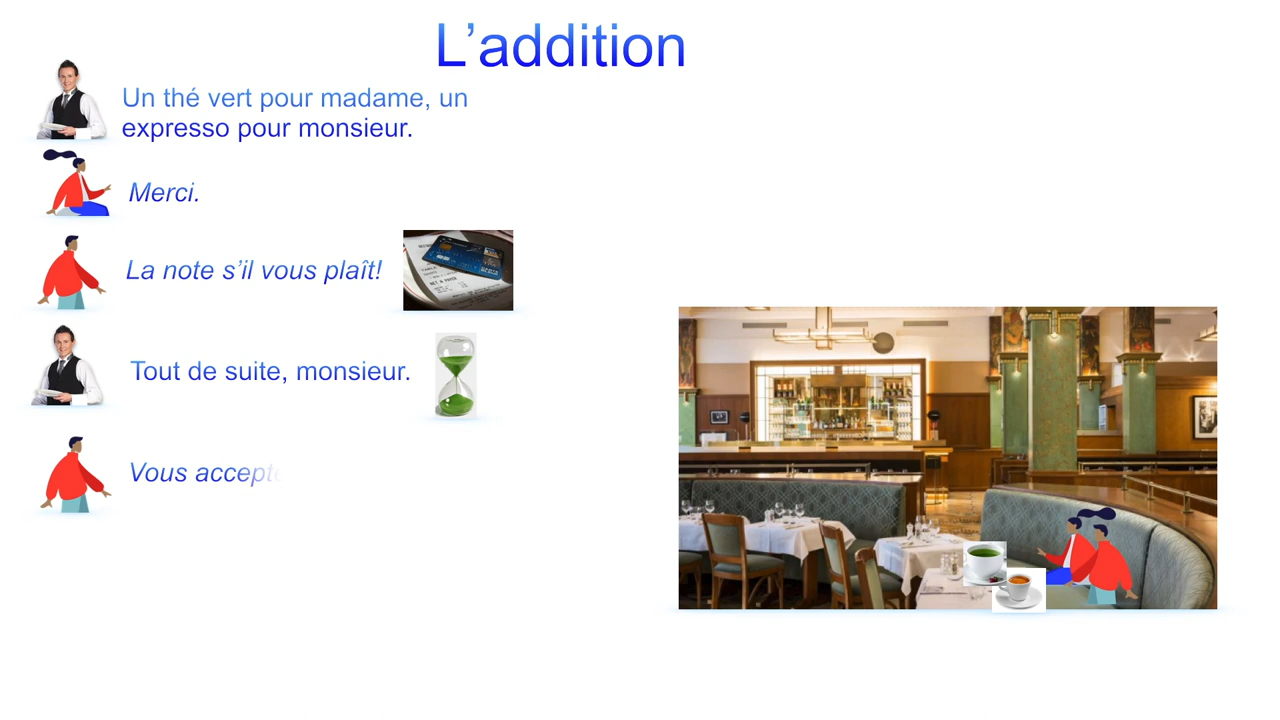 L’addition
Un thé vert pour madame, un
expresso pour monsieur.
Merci.
La note s’il vous plaît!
Tout de suite, monsieur.
Vous